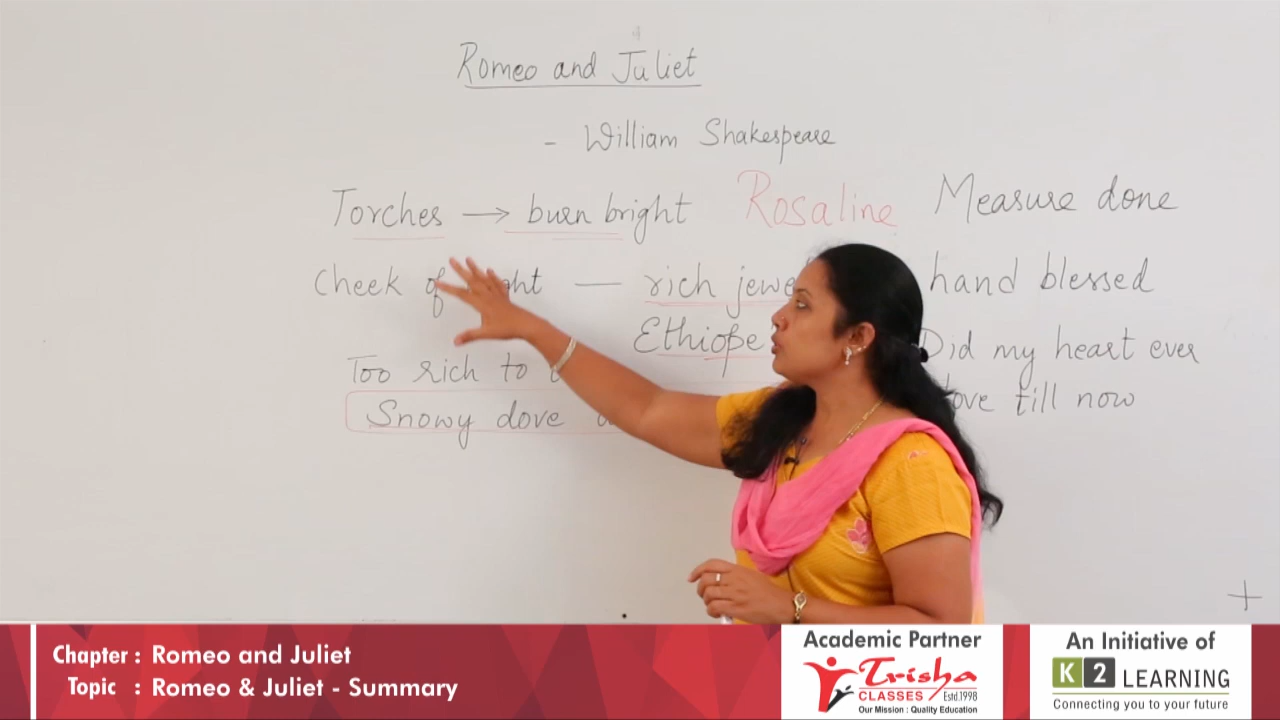 Romeo and Juliet
- William Shakespeare
Torches → burn bright Rosaline Measure done
Cheek of — rich hand blessed
Ethiope Did my heart ever
Too rich to love till now
Snowy dove
+
Chapter : Romeo and Juliet
Topic : Romeo & Juliet - Summary
Academic Partner
Trisha
CLASSES Estd.1998
Our Mission : Quality Education
An Initiative of
K2 LEARNING
Connecting you to your future